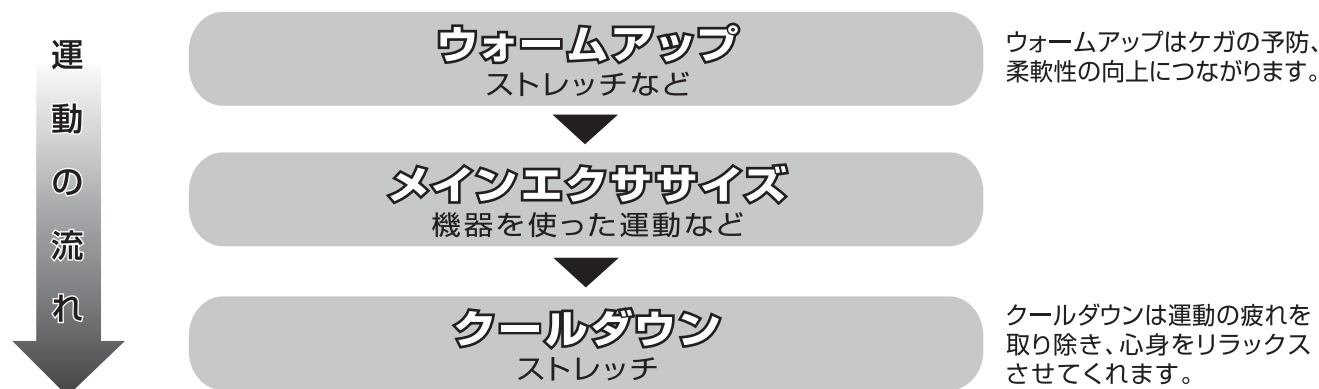 運動の流れ
ウォームアップ
ストレッチなど
ウォームアップはケガの予防、
柔軟性の向上につながります。
メインエクササイズ
機器を使った運動など
クールダウン
ストレッチ
クールダウンは運動の疲れを
取り除き、心身をリラックス
させてくれます。